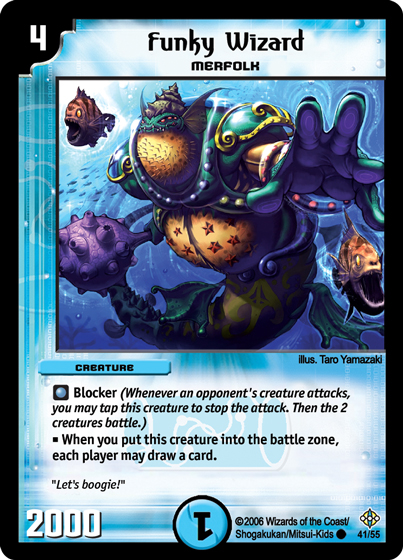 4
Funky Wizard
MERFOLK
illus. Taro Yamazaki
CREATURE
Blocker (Whenever an opponent's creature attacks,
you may tap this creature to stop the attack. Then the 2
creatures battle.)
▪ When you put this creature into the battle zone,
each player may draw a card.
"Let's boogie!"
2000
1
©2006 Wizards of the Coast/
Shogakukan/Mitsui-Kids ● 41/55